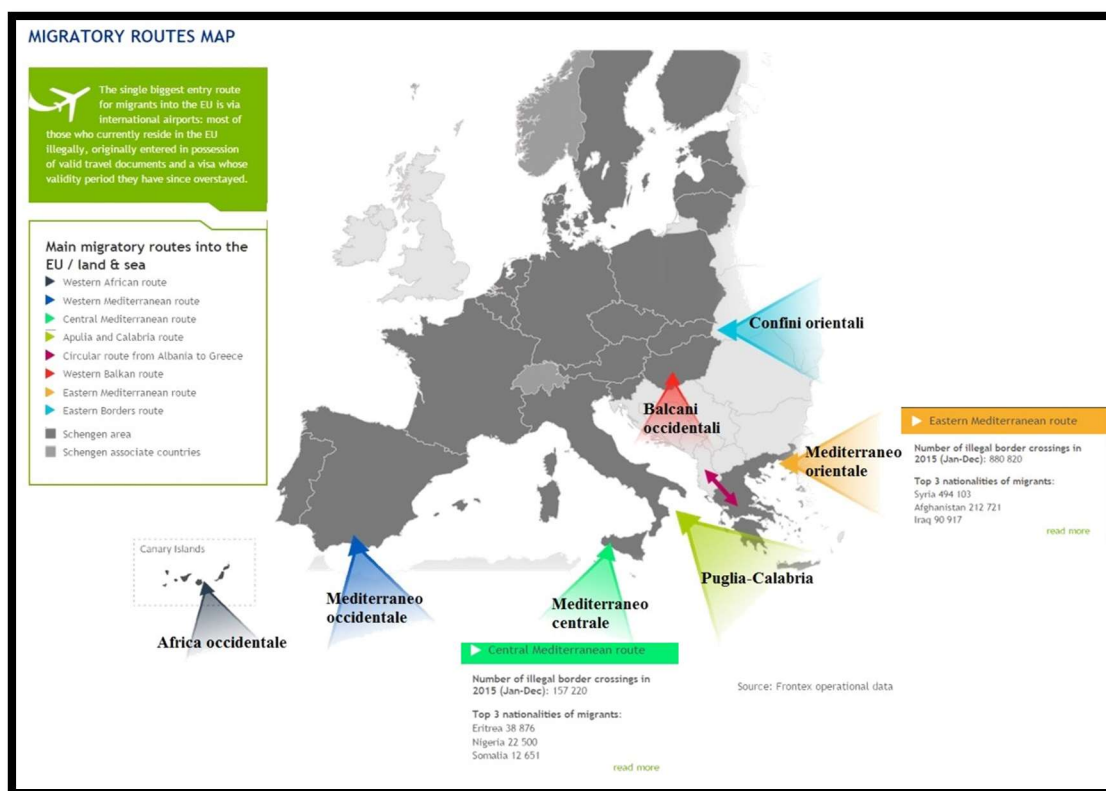 MIGRATORY ROUTES MAP
The single biggest entry route
for migrants into the EU is via
international airports: most of
those who currently reside in the EU
illegally, originally entered in possession
of valid travel documents and a visa whose
validity period they have since overstayed.
Main migratory routes into the
EU / land & sea
Western African route
Western Mediterranean route
Central Mediterranean route
Apulia and Calabria route
Circular route from Albania to Greece
Western Balkan route
Eastern Mediterranean route
Eastern Borders route
Schengen area
Schengen associate countries
Confini orientali
Balcani
occidentali
Mediterraneo
orientale
Eastern Mediterranean route
Number of illegal border crossings in
2015 (Jan-Dec): 880 820
Top 3 nationalities of migrants:
Syria 494 103
Afghanistan 212 721
Iraq 90 917
read more
Canary Islands
Africa occidentale
Mediterraneo
occidentale
Mediterraneo
centrale
Puglia-Calabria
Central Mediterranean route
Number of illegal border crossings in
2015 (Jan-Dec): 157 220
Top 3 nationalities of migrants:
Eritrea 38 876
Nigeria 22 500
Somalia 12 651
read more
Source: Frontex operational data